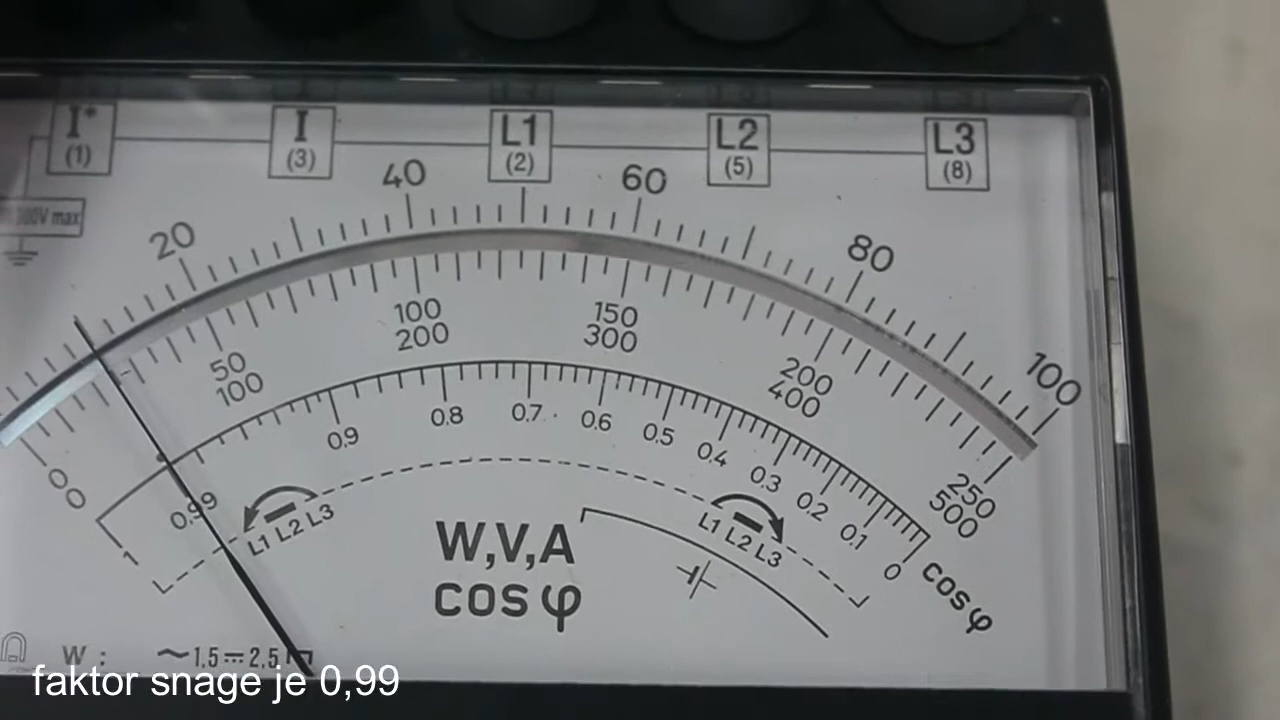 I* I L1 L2 L3
(1) (3) (2) (5) (8)
V max
20 40 60 80 100
0 50 100 150 200 250
0 100 200 300 400 500
1 0.99 0.9 0.8 0.7 0.6 0.5 0.4 0.3 0.2 0.1 0 cos φ
L1 L2 L3
L1 L2 L3
W,V,A
cos φ
W : ~1,5 2,5
faktor snage je 0,99